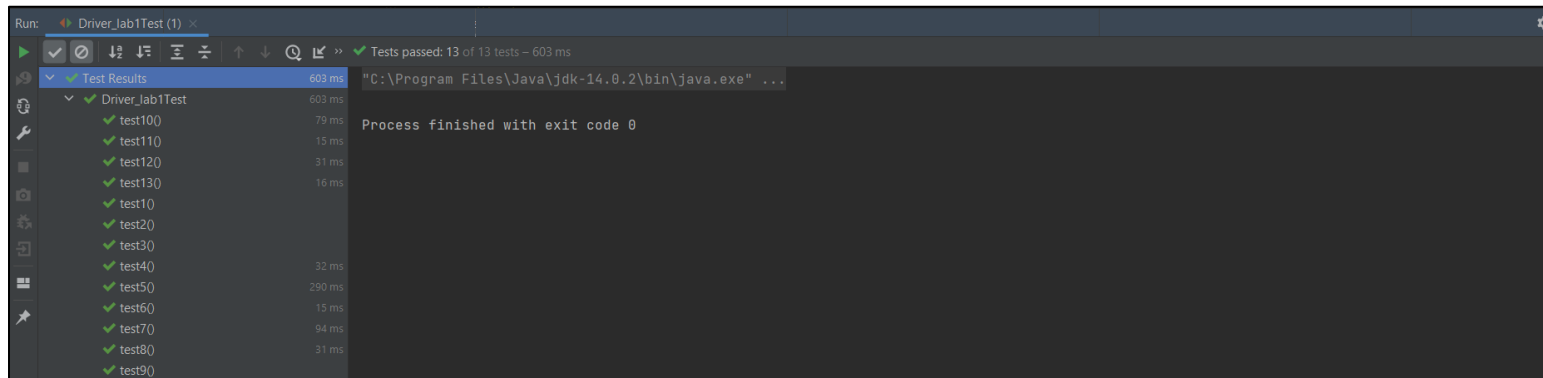 Run: Driver_lab1Test (1) ×
» Tests passed: 13 of 13 tests – 603 ms
Test Results 603 ms "C:\Program Files\Java\jdk-14.0.2\bin\java.exe" ...
Driver_lab1Test 603 ms
test10() 79 ms Process finished with exit code 0
test11() 15 ms
test12() 31 ms
test13() 16 ms
test1()
test2()
test3()
test4() 32 ms
test5() 290 ms
test6() 15 ms
test7() 94 ms
test8() 31 ms
test9()